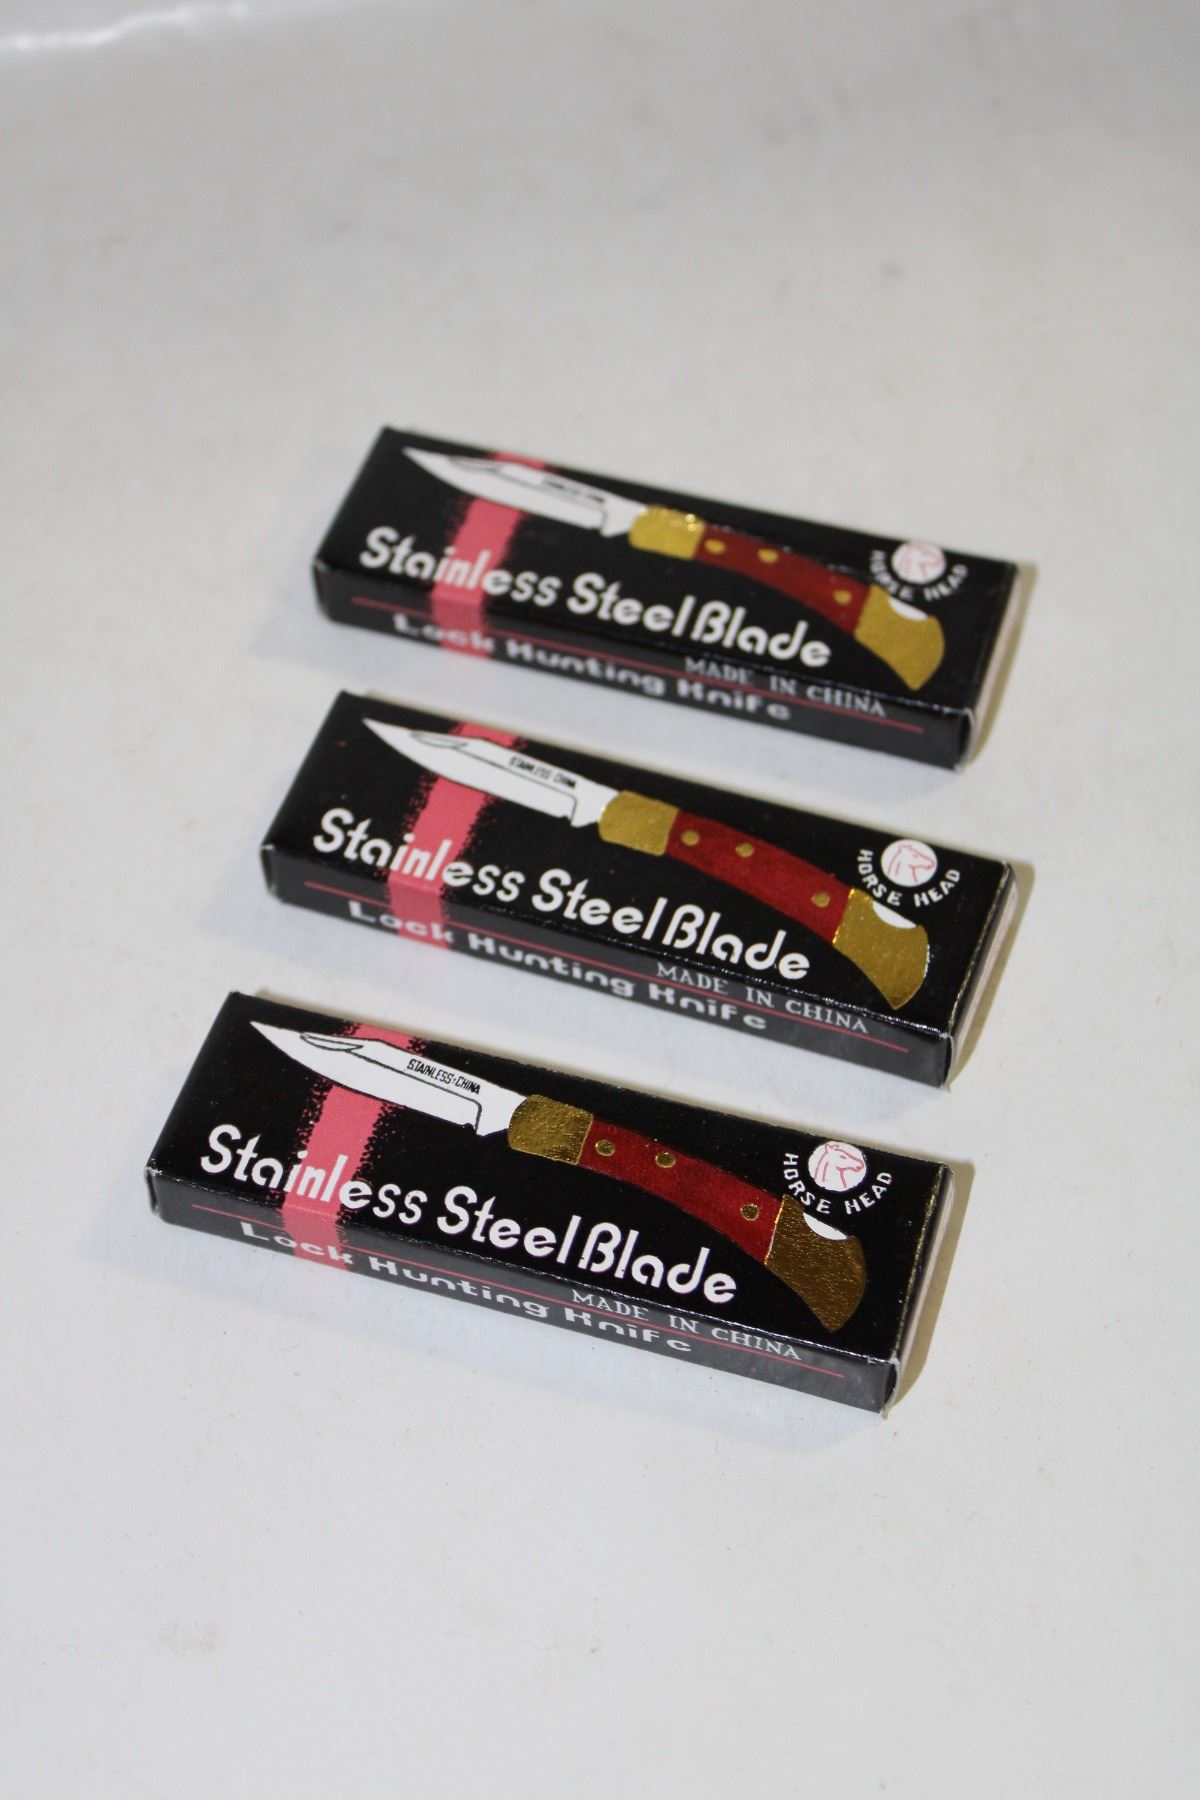 HORSE HEAD
Stainless Steel Blade
MADE IN CHINA
Lock Hunting Knife
STAINLESS CHINA
HORSE HEAD
Stainless Steel Blade
MADE IN CHINA
Lock Hunting Knife
STAINLESS-CHINA
HORSE HEAD
Stainless Steel Blade
MADE IN CHINA
Lock Hunting Knife